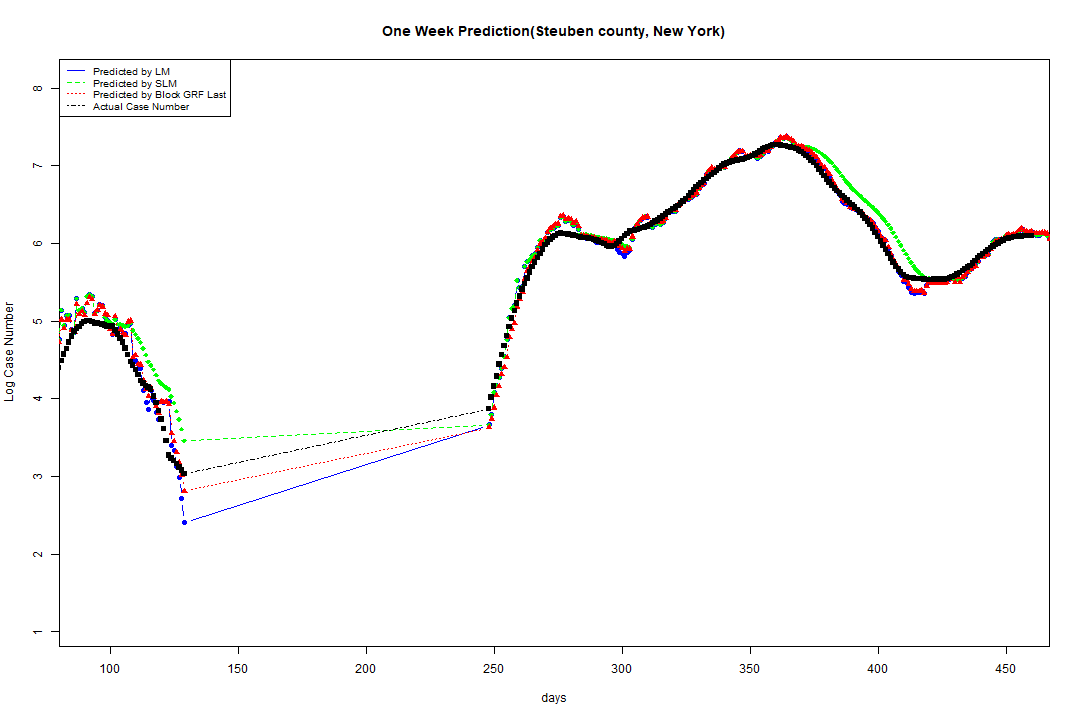 One Week Prediction(Steuben county, New York)
Predicted by LM
Predicted by SLM
Predicted by Block GRF Last
Actual Case Number
8
7
6
5
4
3
2
1
Log Case Number
100 150 200 250 300 350 400 450
days